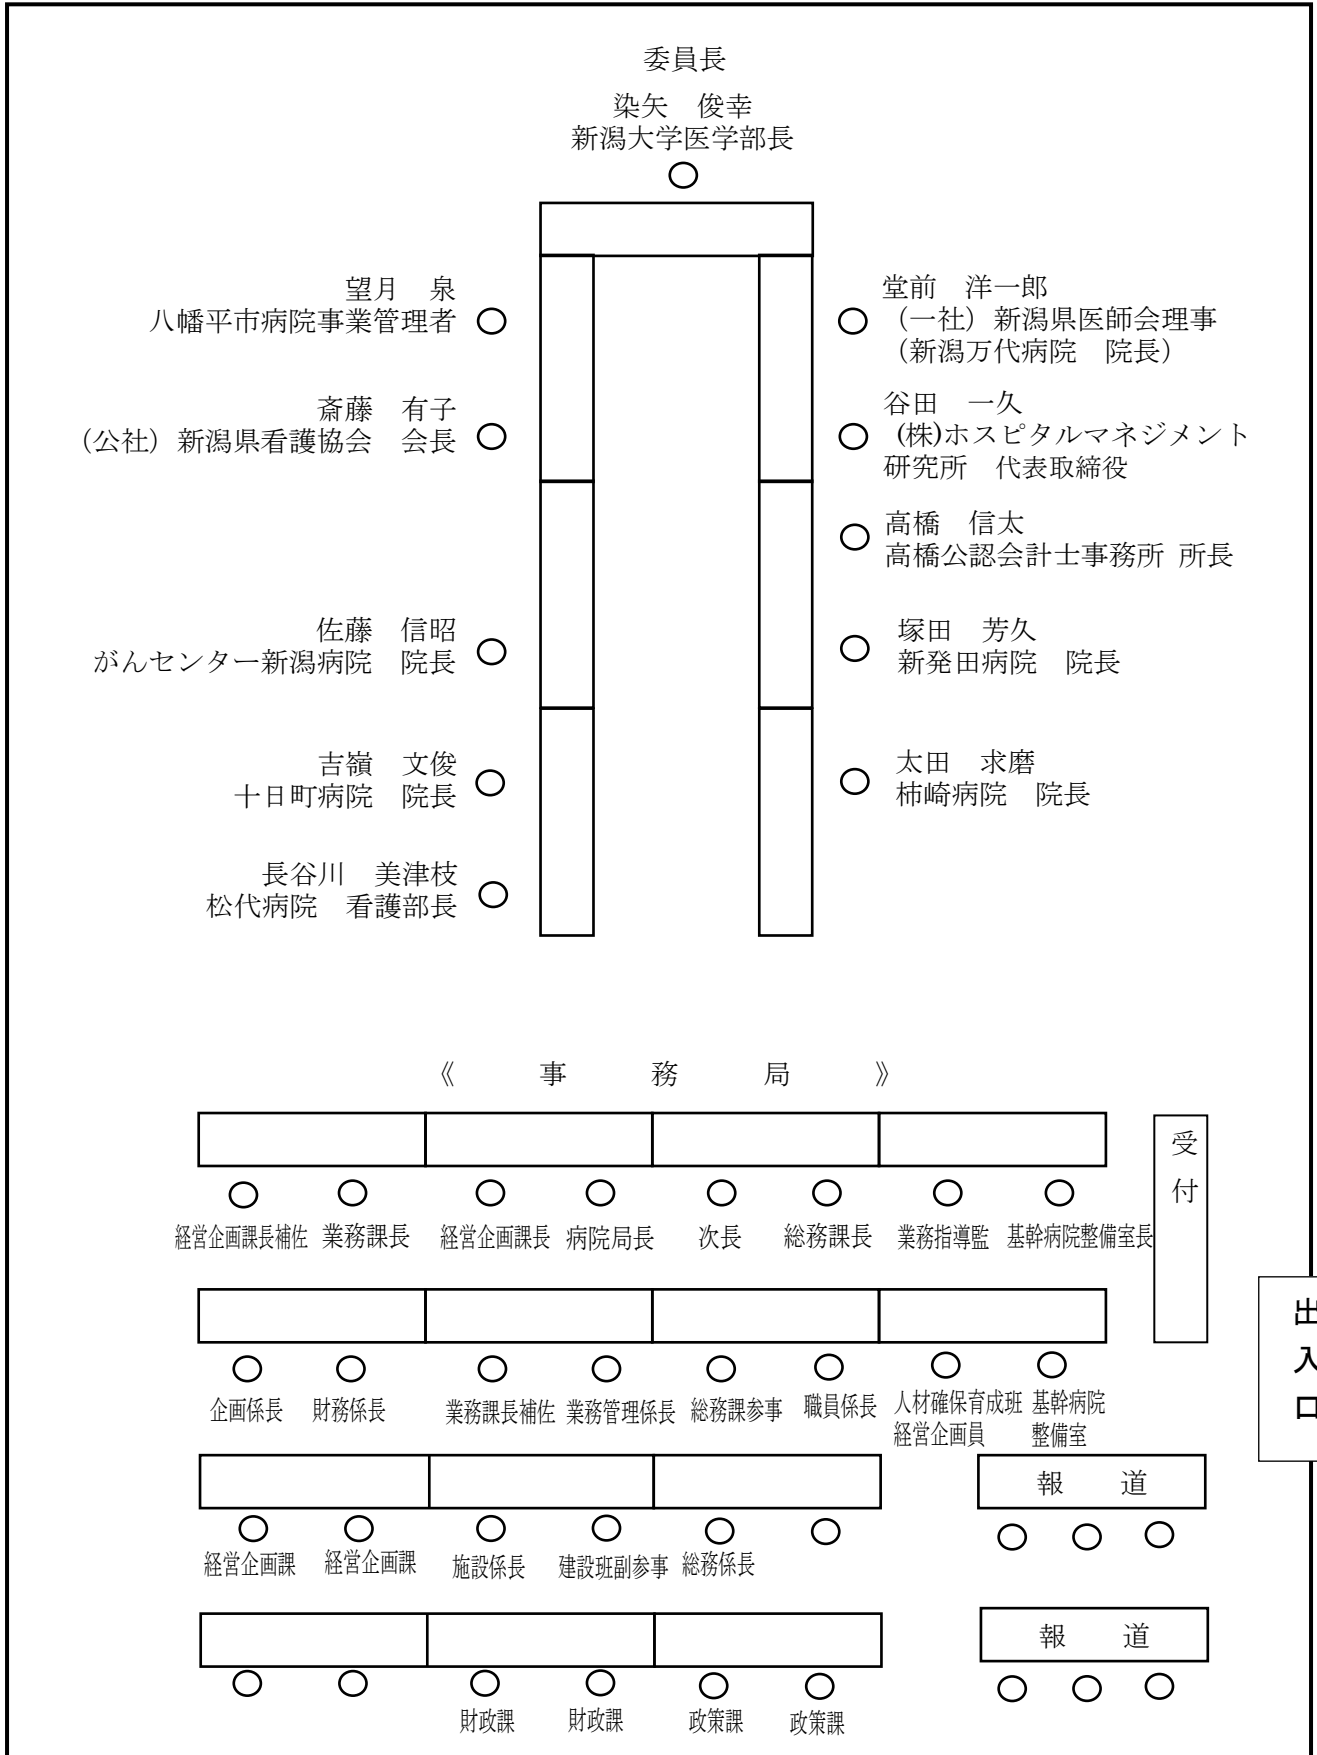 委員長
染矢　俊幸
新潟大学医学部長
望月　泉
八幡平市病院事業管理者
斎藤　有子
（公社）新潟県看護協会　会長
佐藤　信昭
がんセンター新潟病院　院長
吉嶺　文俊
十日町病院　院長
長谷川　美津枝
松代病院　看護部長
堂前　洋一郎
（一社）新潟県医師会理事
（新潟万代病院　院長）
谷田　一久
(株)ホスピタルマネジメント
研究所　代表取締役
高橋　信太
高橋公認会計士事務所 所長
塚田　芳久
新発田病院　院長
太田　求磨
柿崎病院　院長
《　事　務　局　》
受付
経営企画課長補佐　業務課長　経営企画課長　病院局長　次長　総務課長　業務指導監　基幹病院整備室長
出入口
企画係長　財務係長　業務課長補佐　業務管理係長　総務課参事　職員係長　人材確保育成班　基幹病院
経営企画員　整備室
報　道
経営企画課　経営企画課　施設係長　建設班副参事　総務係長
報　道
財政課　財政課　政策課　政策課